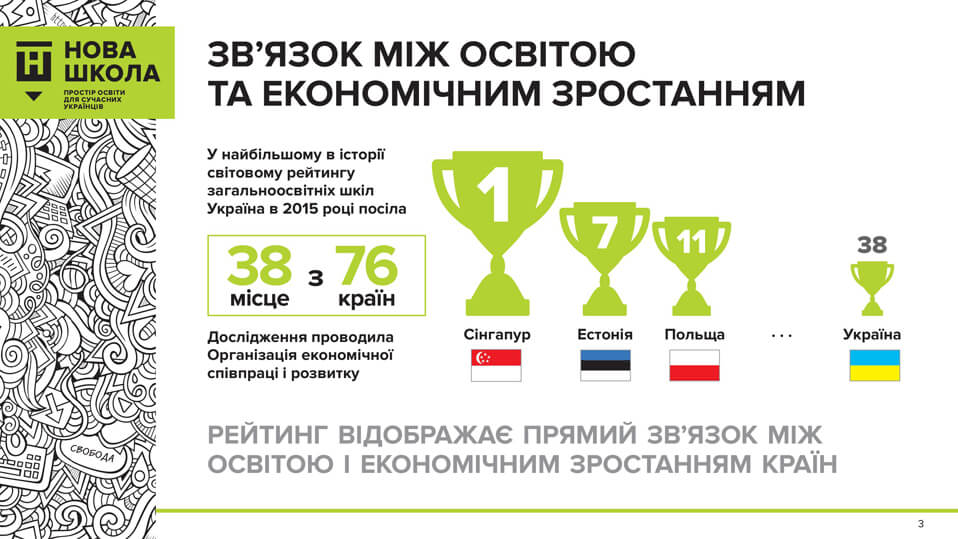 НОВА
ШКОЛА
ПРОСТІР ОСВІТИ
ДЛЯ СУЧАСНИХ
УКРАЇНЦІВ
ЗВ’ЯЗОК МІЖ ОСВІТОЮ
ТА ЕКОНОМІЧНИМ ЗРОСТАННЯМ
У найбільшому в історії
світовому рейтингу
загальноосвітніх шкіл
Україна в 2015 році посіла
38 з 76
місце країн
Дослідження проводила
Організація економічної
співпраці і розвитку
1
7
11
38
Сінгапур Естонія Польща ... Україна
РЕЙТИНГ ВІДОБРАЖАЄ ПРЯМИЙ ЗВ’ЯЗОК МІЖ
ОСВІТОЮ І ЕКОНОМІЧНИМ ЗРОСТАННЯМ КРАЇН
СВОБОДА
3